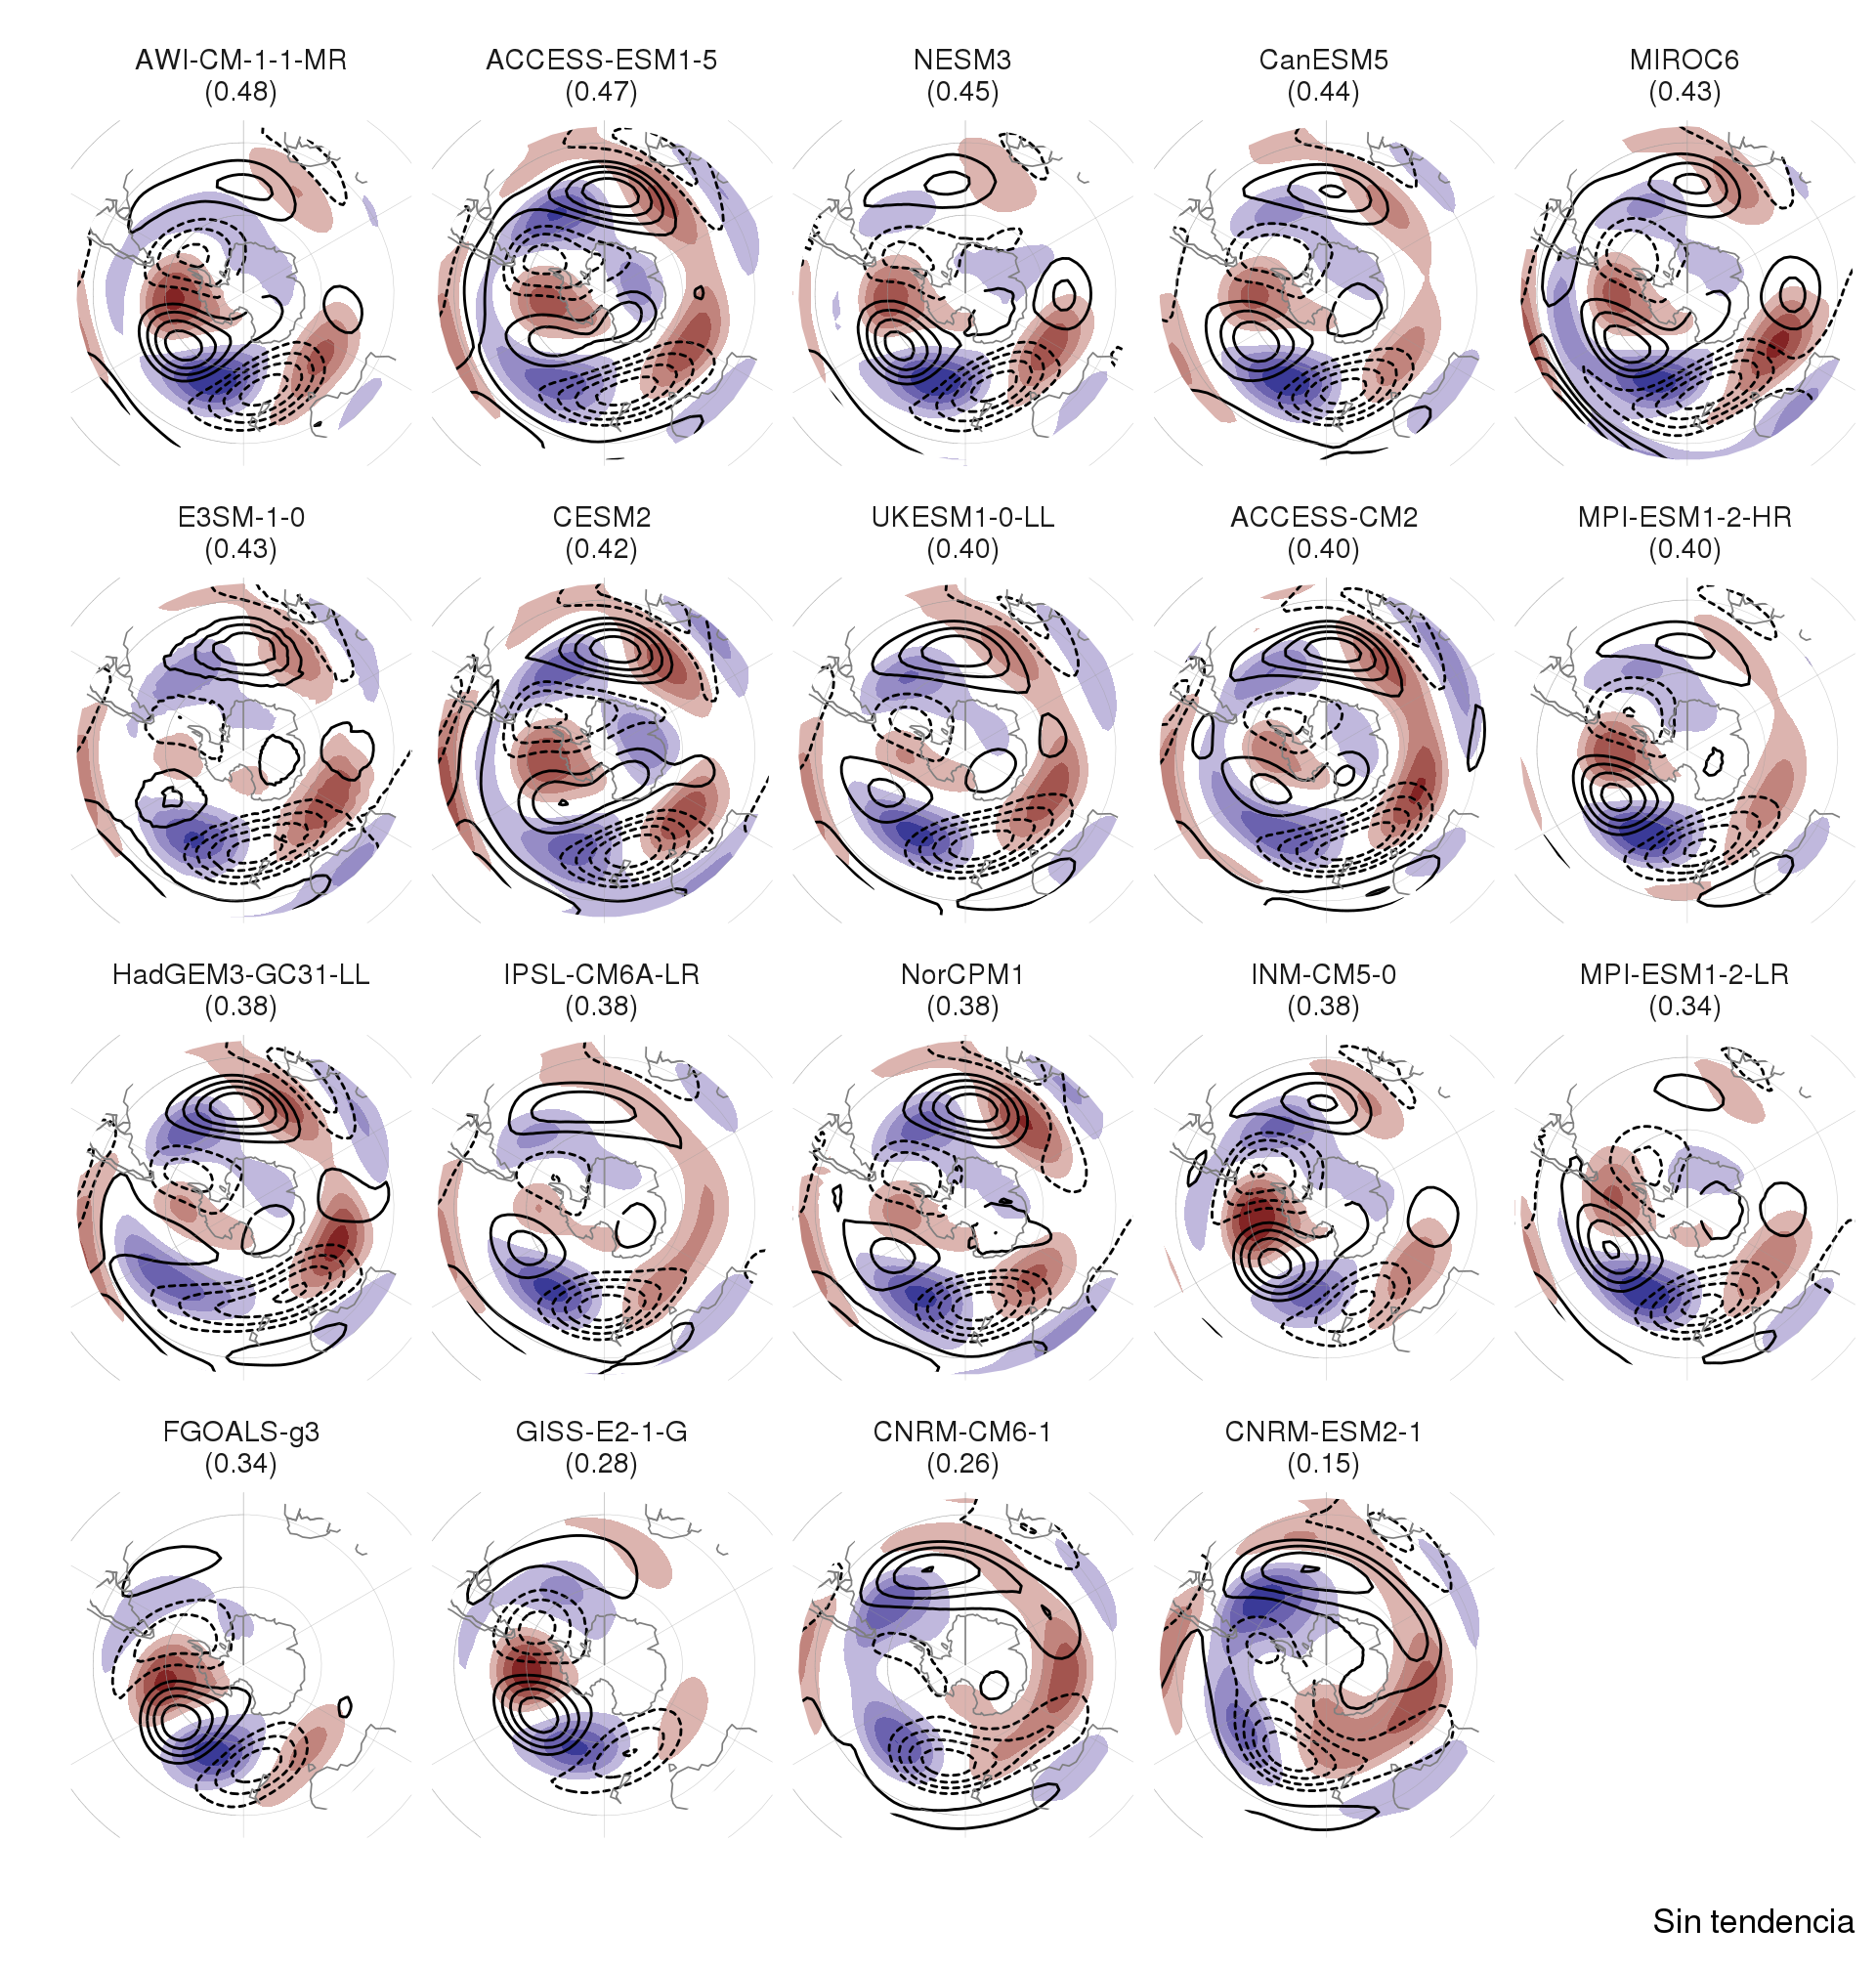 AWI-CM-1-1-MR
(0.48)
ACCESS-ESM1-5
(0.47)
NESM3
(0.45)
CanESM5
(0.44)
MIROC6
(0.43)
E3SM-1-0
(0.43)
CESM2
(0.42)
UKESM1-0-LL
(0.40)
ACCESS-CM2
(0.40)
MPI-ESM1-2-HR
(0.40)
HadGEM3-GC31-LL
(0.38)
IPSL-CM6A-LR
(0.38)
NorCPM1
(0.38)
INM-CM5-0
(0.38)
MPI-ESM1-2-LR
(0.34)
FGOALS-g3
(0.34)
GISS-E2-1-G
(0.28)
CNRM-CM6-1
(0.26)
CNRM-ESM2-1
(0.15)
Sin tendencia